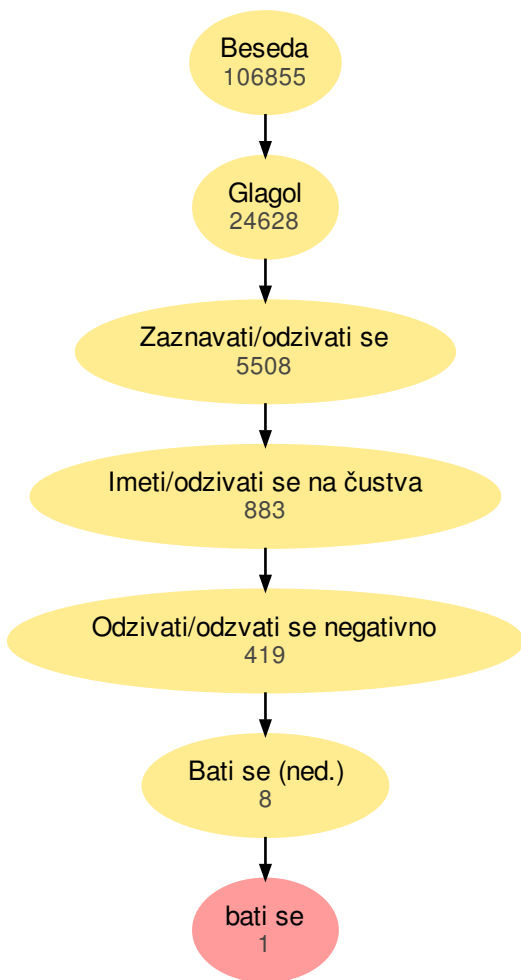 Beseda
106855
Glagol
24628
Zaznavati/odzivati se
5508
Imeti/odzivati se na čustva
883
Odzivati/odzvati se negativno
419
Bati se (ned.)
8
bati se
1